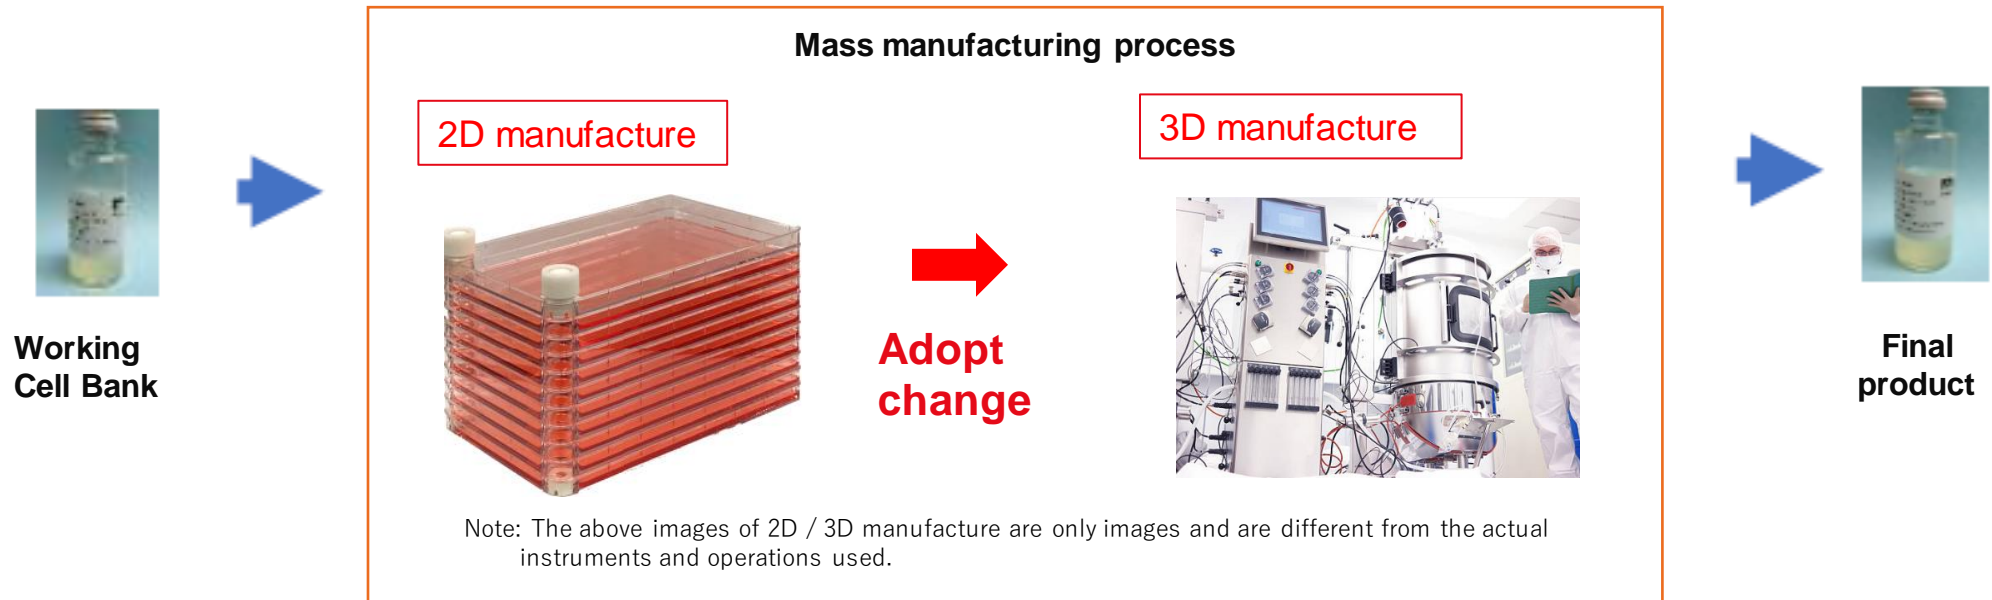 Mass manufacturing process
2D manufacture
3D manufacture
Adopt
change
Working
Cell Bank
Final
product
Note: The above images of 2D / 3D manufacture are only images and are different from the actual
instruments and operations used.